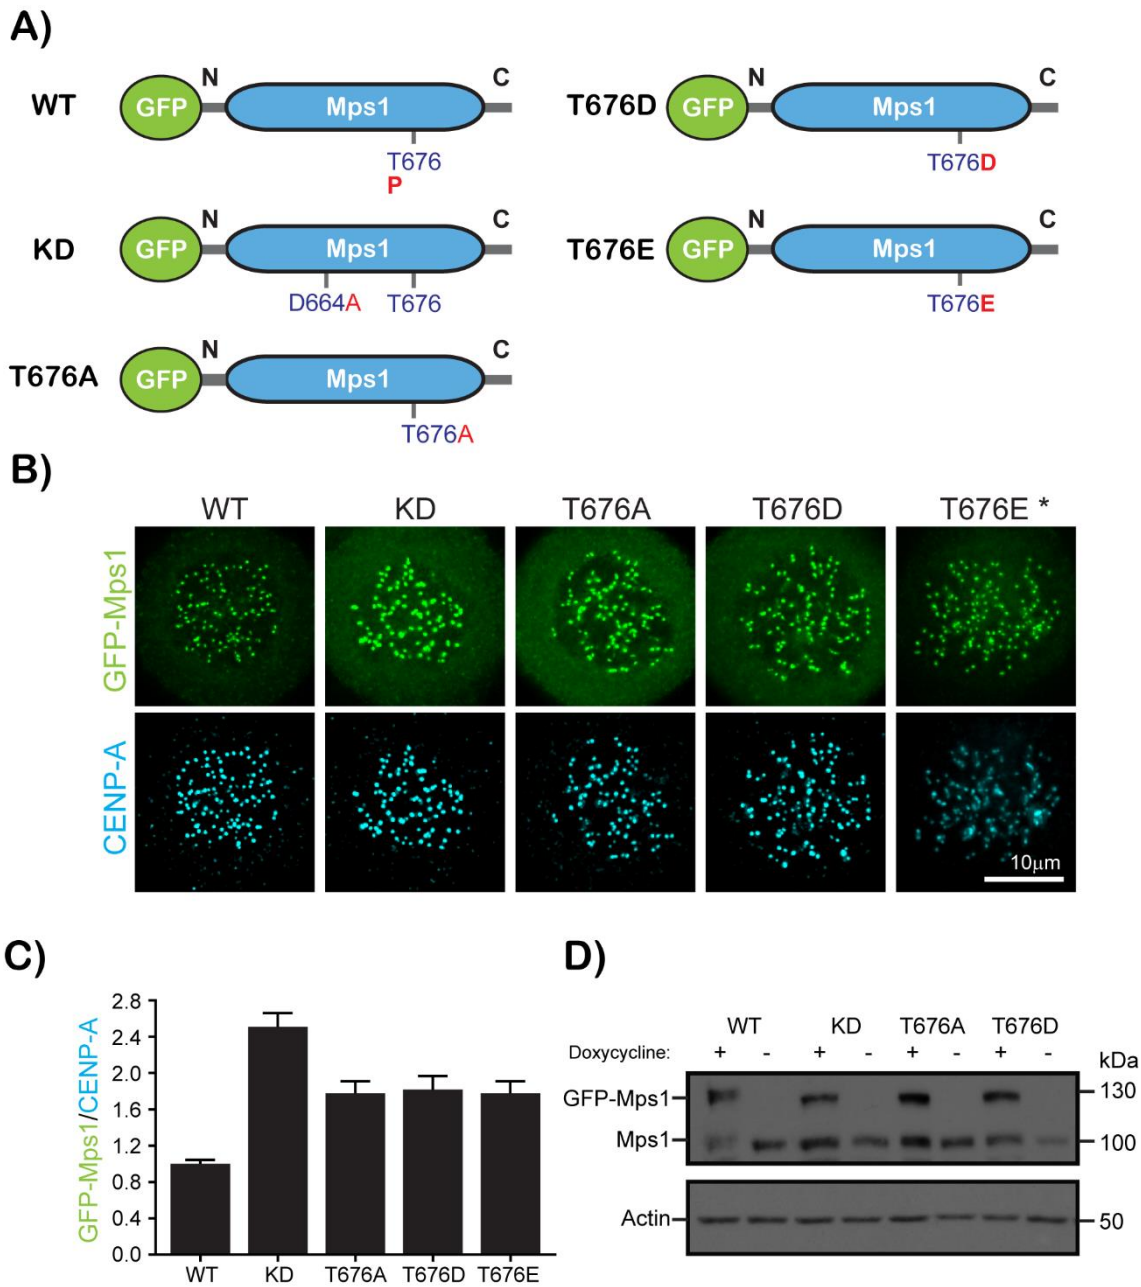 A)
WT
GFP
N
Mps1
C
T676
P
T676D
GFP
N
Mps1
C
T676D
KD
GFP
N
Mps1
C
D664A
T676
T676E
GFP
N
Mps1
C
T676E
T676A
GFP
N
Mps1
C
T676A
B)
WT KD T676A T676D T676E *
GFP-Mps1
CENP-A
10μm
C)
GFP-Mps1/CENP-A
2.8
2.4
2.0
1.6
1.2
0.8
0.4
0.0
WT KD T676A T676D T676E
D)
WT KD T676A T676D
Doxycycline: + - + - + - + - kDa
GFP-Mps1 130
Mps1 100
Actin 50